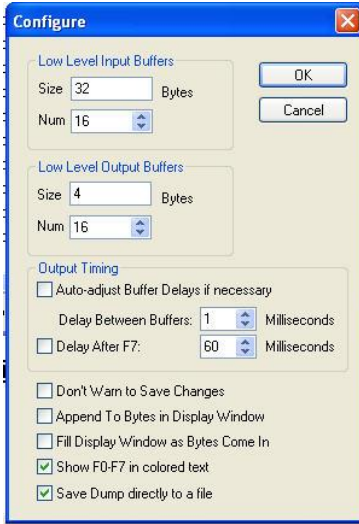 Configure
Low Level Input Buffers
Size 32 Bytes
Num 16
OK
Cancel
Low Level Output Buffers
Size 4 Bytes
Num 16
Output Timing
Auto-adjust Buffer Delays if necessary
Delay Between Buffers: 1 Milliseconds
Delay After F7: 60 Milliseconds
Don't Warn to Save Changes
Append To Bytes in Display Window
Fill Display Window as Bytes Come In
Show F0-F7 in colored text
Save Dump directly to a file